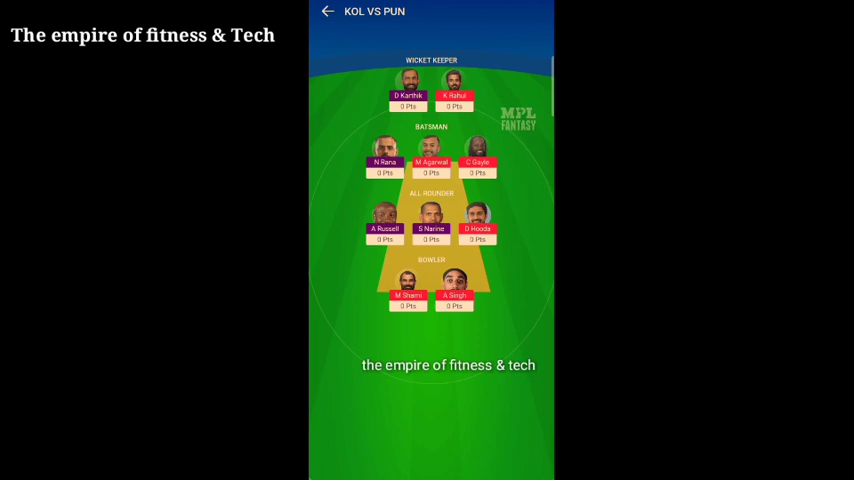 The empire of fitness & Tech
KOL VS PUN
WICKET KEEPER
D Karthik K Rahul
0 Pts 0 Pts
MPL
FANTASY
BATSMAN
N Rana M Agarwal C Gayle
0 Pts 0 Pts 0 Pts
ALL ROUNDER
A Russell S Narine D Hooda
0 Pts 0 Pts 0 Pts
BOWLER
M Shami A Singh
0 Pts 0 Pts
the empire of fitness & tech